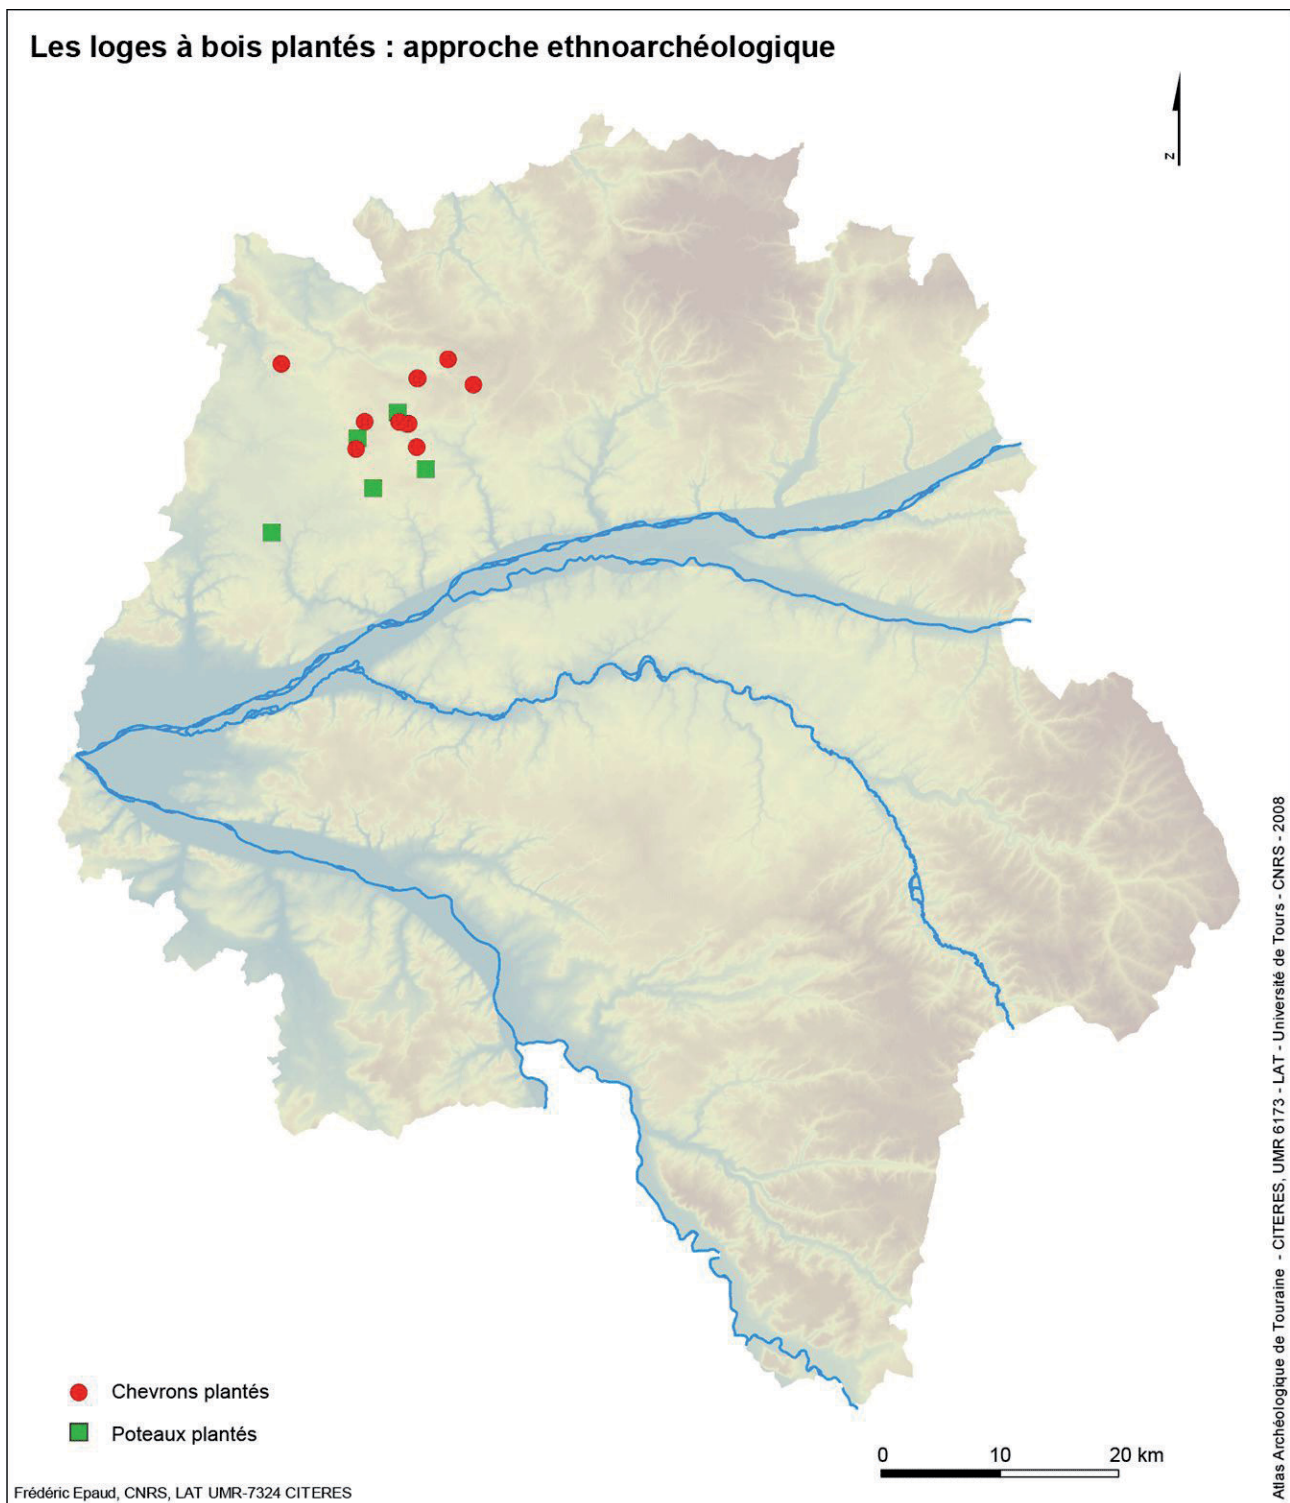 Les loges à bois plantés : approche ethnoarchéologique
N
Chevrons plantés
Poteaux plantés
0 10 20 km
Frédéric Epaud, CNRS, LAT UMR-7324 CITERES
Atlas Archéologique de Touraine - CITERES, UMR 6173 - LAT - Université de Tours - CNRS - 2008